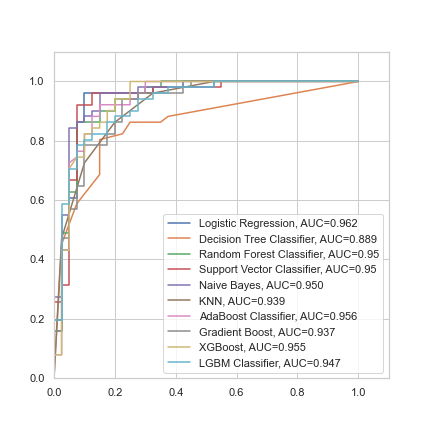 1.0
0.8
0.6
0.4
0.2
0.0
0.0 0.2 0.4 0.6 0.8 1.0
Logistic Regression, AUC=0.962
Decision Tree Classifier, AUC=0.889
Random Forest Classifier, AUC=0.95
Support Vector Classifier, AUC=0.95
Naive Bayes, AUC=0.950
KNN, AUC=0.939
AdaBoost Classifier, AUC=0.956
Gradient Boost, AUC=0.937
XGBoost, AUC=0.955
LGBM Classifier, AUC=0.947